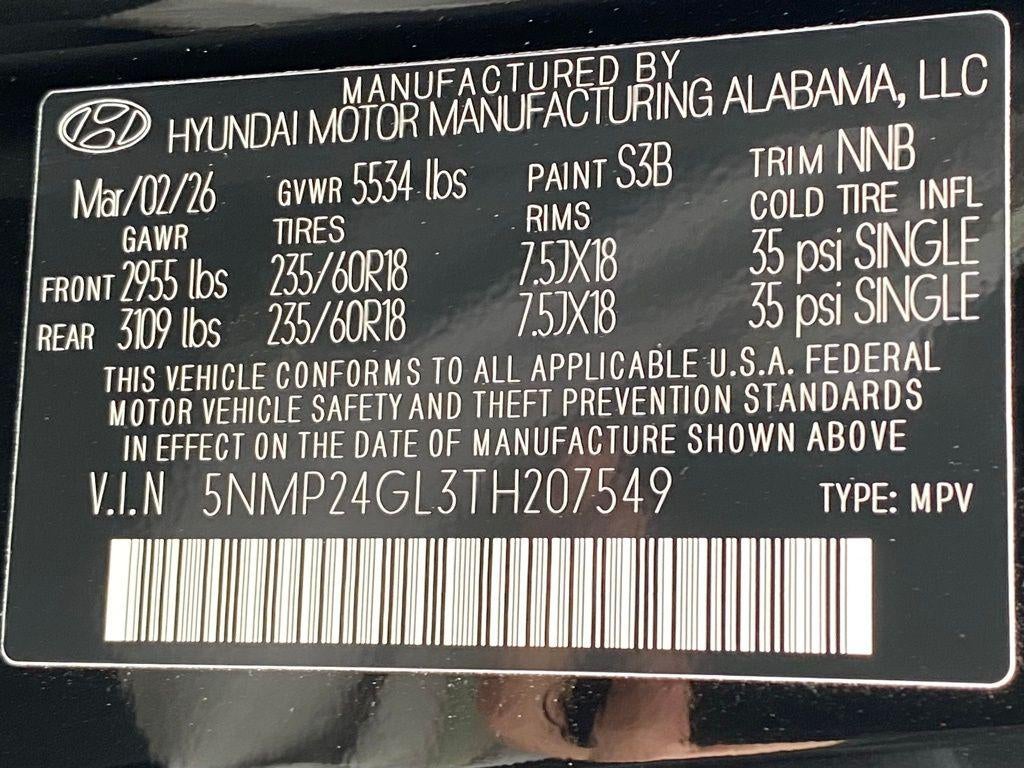 MANUFACTURED BY
HYUNDAI MOTOR MANUFACTURING ALABAMA, LLC
Mar/02/26 GVWR 5534 lbs PAINT S3B TRIM NNB
GAWR TIRES RIMS COLD TIRE INFL
FRONT 2955 lbs 235/60R18 7.5JX18 35 psi SINGLE
REAR 3109 lbs 235/60R18 7.5JX18 35 psi SINGLE
THIS VEHICLE CONFORMS TO ALL APPLICABLE U.S.A. FEDERAL
MOTOR VEHICLE SAFETY AND THEFT PREVENTION STANDARDS
IN EFFECT ON THE DATE OF MANUFACTURE SHOWN ABOVE
V.I.N 5NMP24GL3TH207549 TYPE: MPV